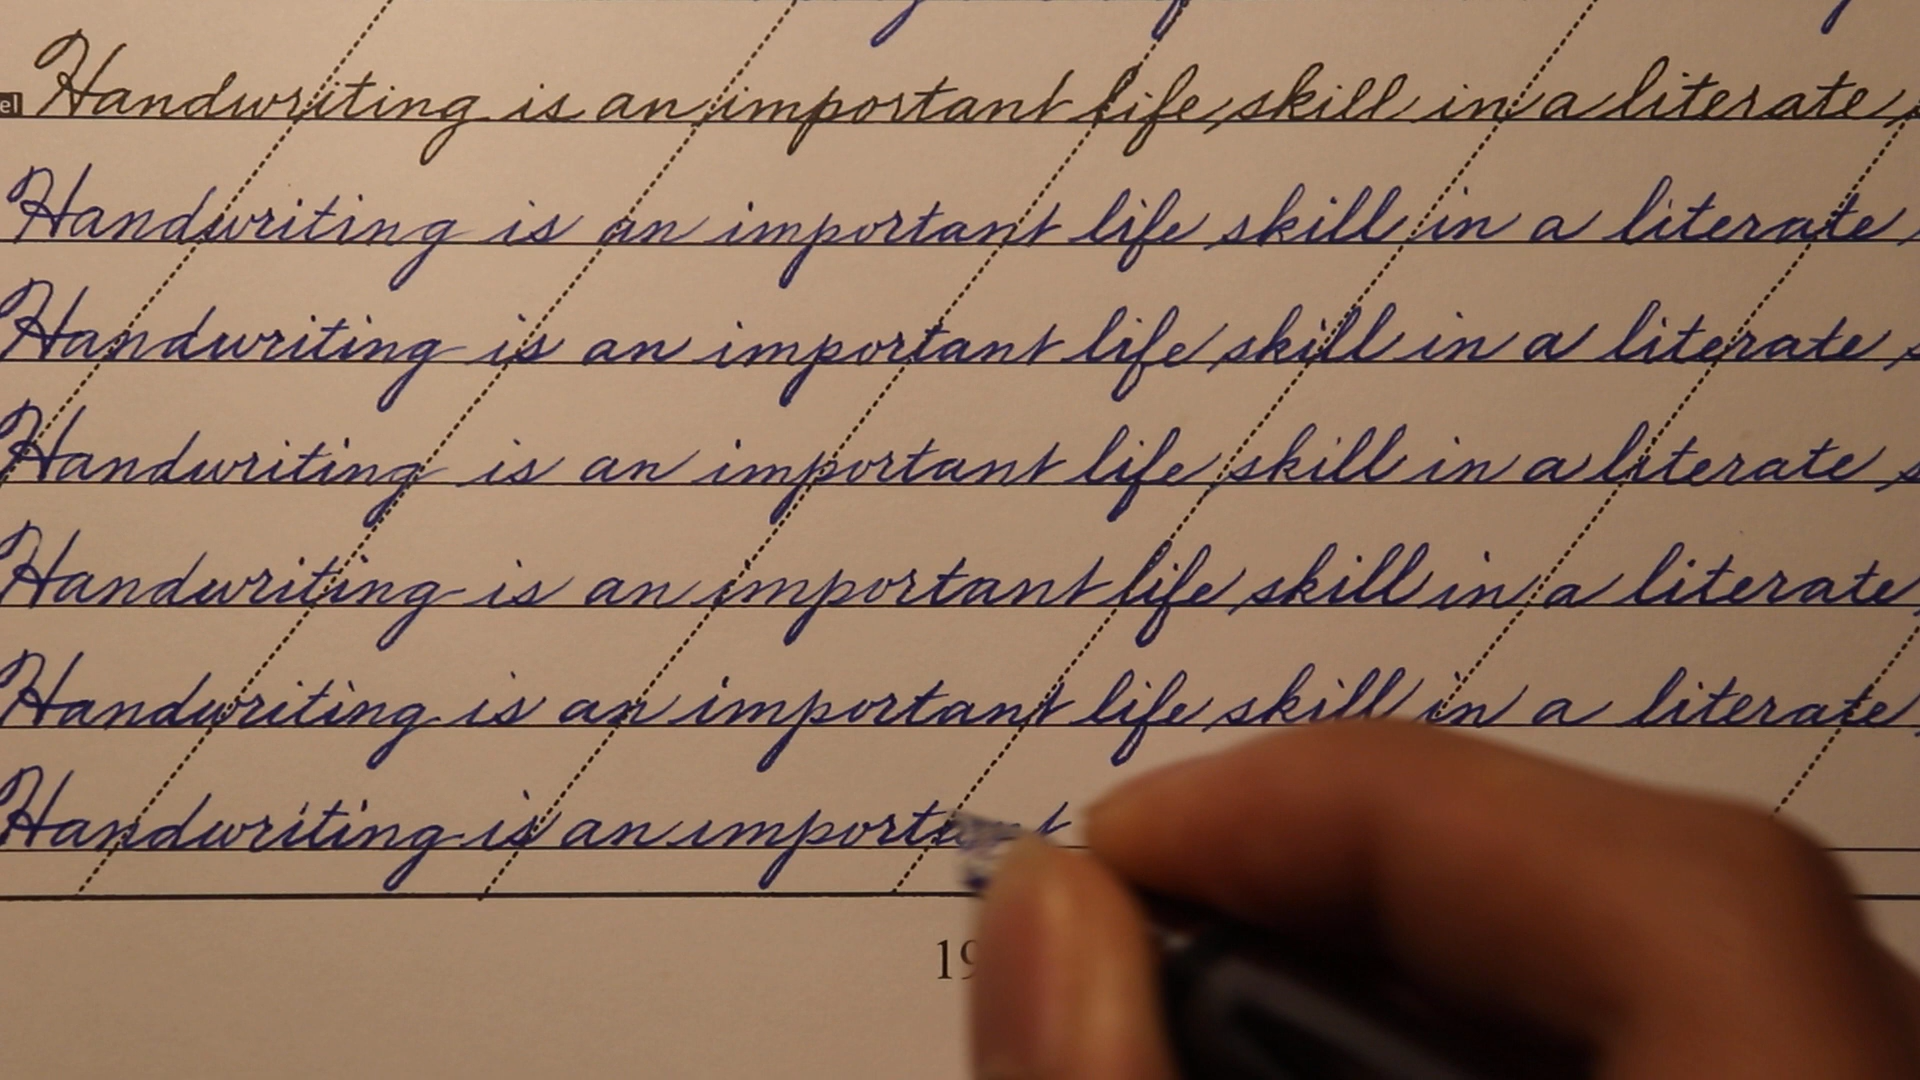 el Handwriting is an important life skill in a literate
Handwriting is an important life skill in a literate
Handwriting is an important life skill in a literate
Handwriting is an important life skill in a literate
Handwriting is an important life skill in a literate
Handwriting is an important life skill in a literate
Handwriting is an important